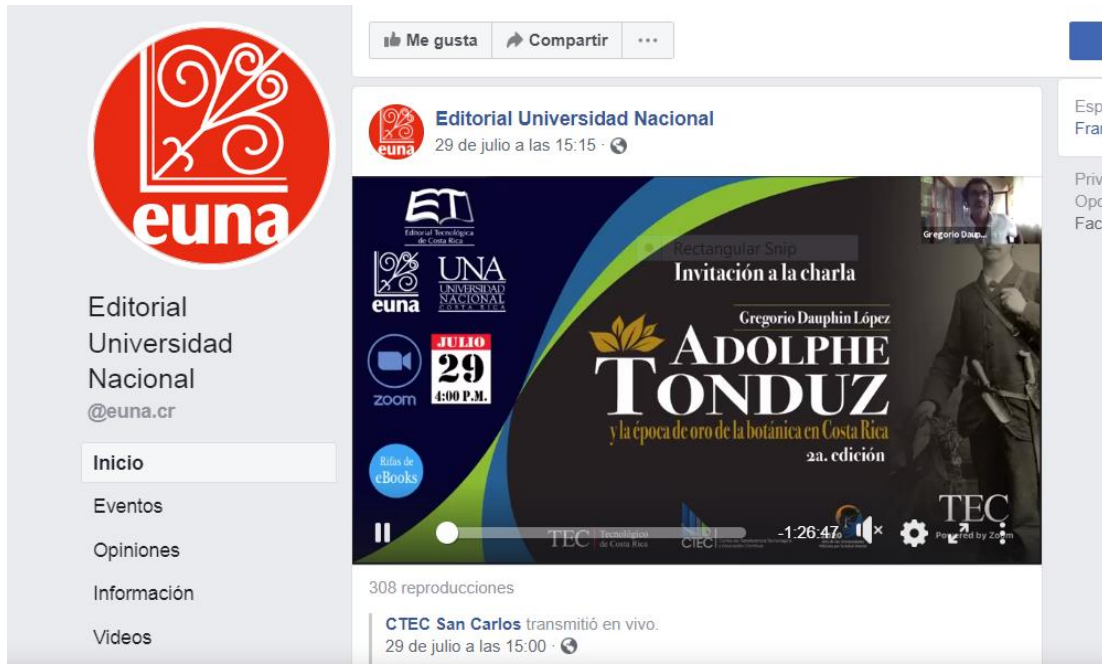 euna
Editorial
Universidad
Nacional
@euna.cr
Inicio
Eventos
Opiniones
Información
Videos
Me gusta
Compartir
euna
Editorial Universidad Nacional
29 de julio a las 15:15
ET
Editorial Tecnológica
de Costa Rica
euna
UNA
UNIVERSIDAD
NACIONAL
COSTA RICA
zoom
JULIO
29
4:00 P.M.
Rifas de
eBooks
Gregorio Daup...
Rectangular Snip
Invitación a la charla
Gregorio Dauphin López
ADOLPHE
TONDUZ
y la época de oro de la botánica en Costa Rica
2a. edición
TEC
Powered by Zoom
TEC Tecnológico
de Costa Rica
CTEC
-1:26:47
308 reproducciones
CTEC San Carlos transmitió en vivo.
29 de julio a las 15:00
Esp
Fra
Priv
Opc
Fac